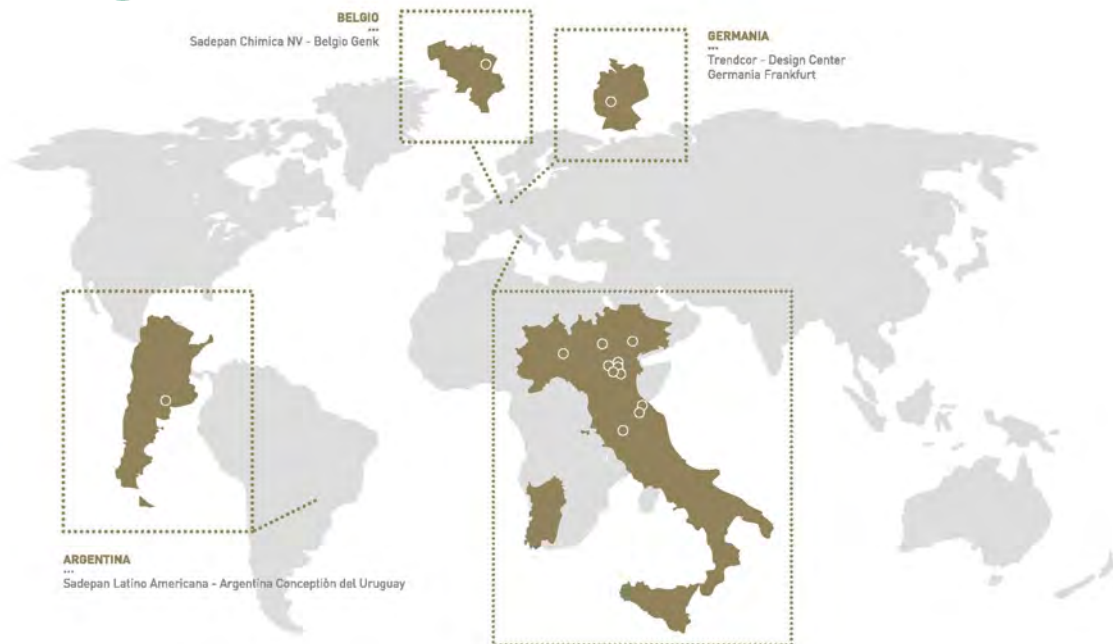 BELGIO
...
Sadepan Chimica NV - Belgio Genk
GERMANIA
...
Trendcor - Design Center
Germania Frankfurt
ARGENTINA
...
Sadepan Latino Americana - Argentina Conceptiòn del Uruguay